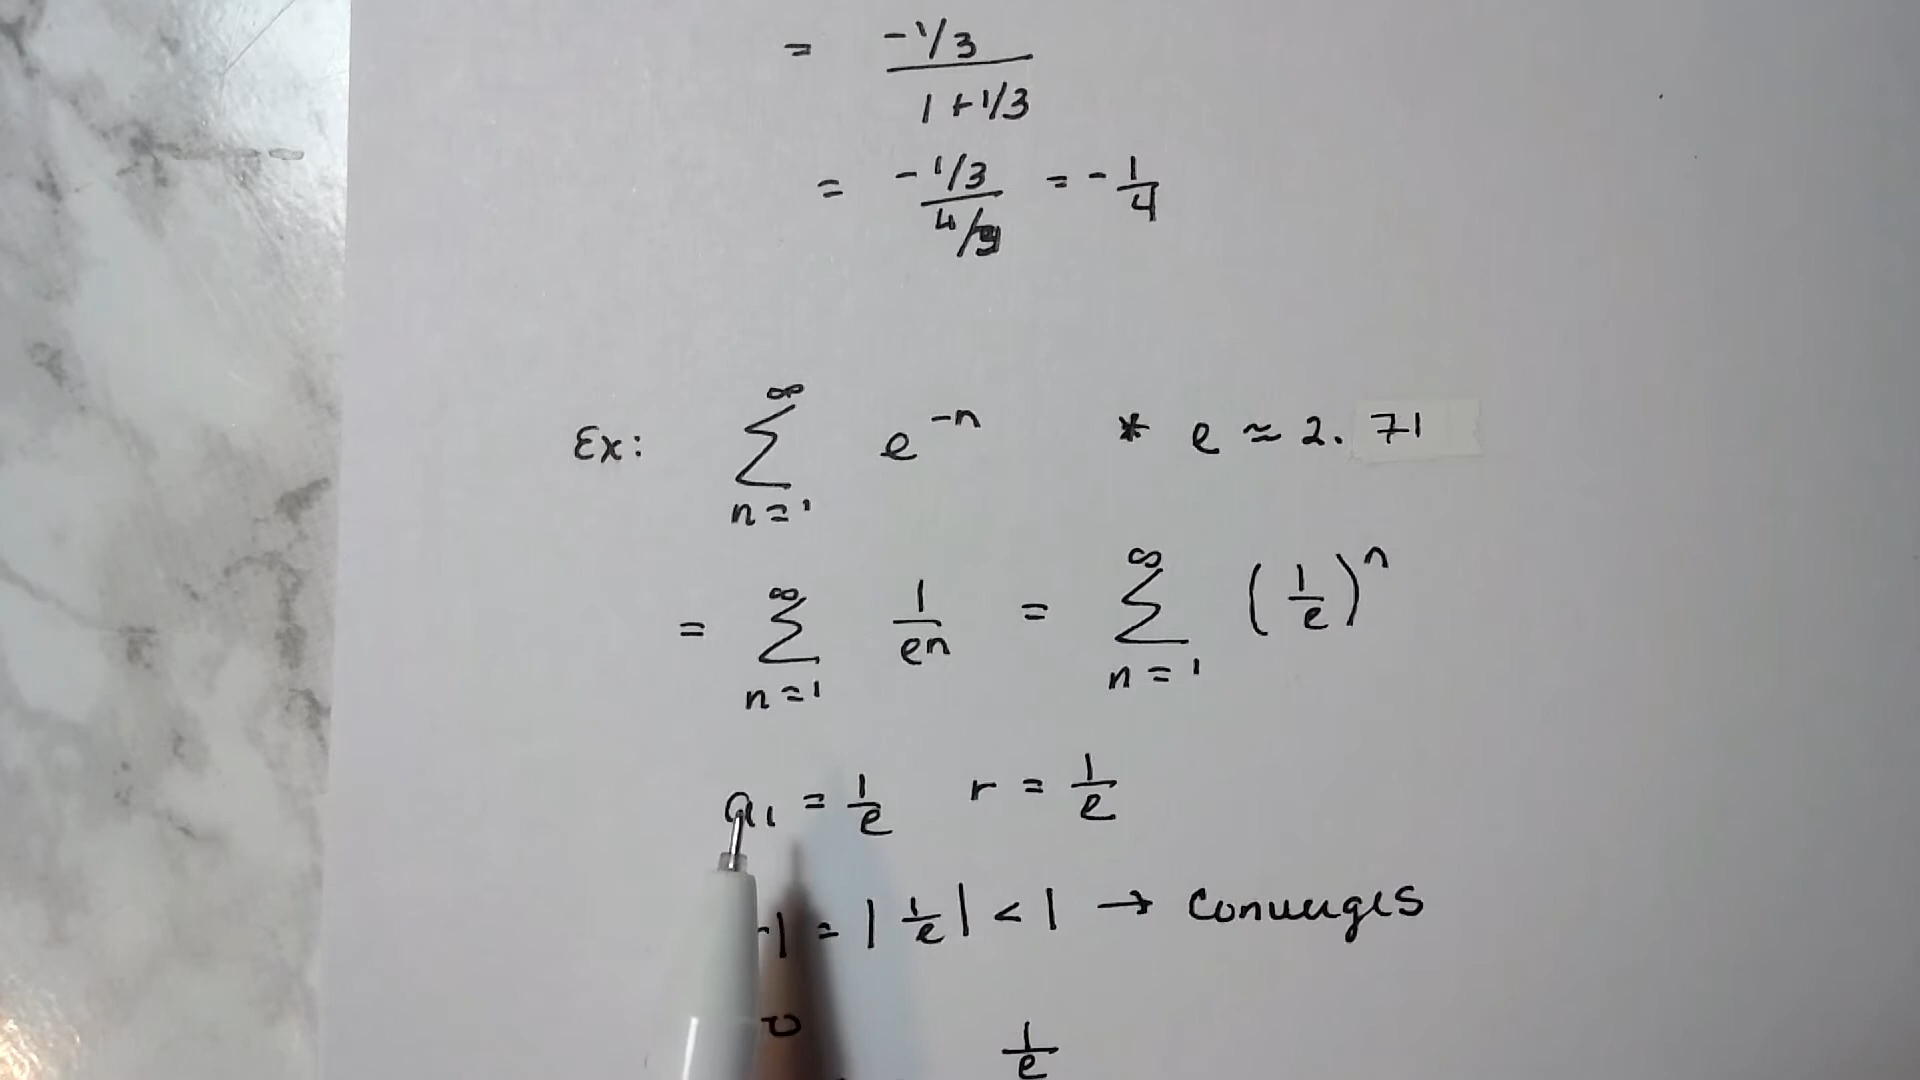 = -1/3 / 1 + 1/3
= -1/3 / 4/3 = - 1/4
Ex: ∞ Σ n=1 e^-n * e ≈ 2.71
= ∞ Σ n=1 1/e^n = ∞ Σ n=1 (1/e)^n
a₁ = 1/e r = 1/e
| = |1/e| < 1 → Converges
1/e